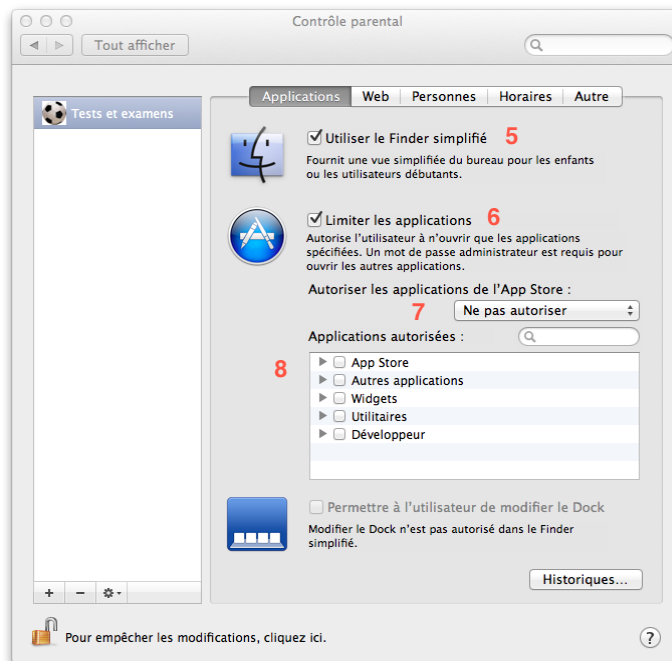 Contrôle parental
Tout afficher
Tests et examens
Applications Web Personnes Horaires Autre
Utiliser le Finder simplifié 5
Fournit une vue simplifiée du bureau pour les enfants
ou les utilisateurs débutants.
Limiter les applications 6
Autorise l'utilisateur à n'ouvrir que les applications
spécifiées. Un mot de passe administrateur est requis pour
ouvrir les autres applications.
Autoriser les applications de l'App Store :
7 Ne pas autoriser
Applications autorisées :
8
App Store
Autres applications
Widgets
Utilitaires
Développeur
Permettre à l'utilisateur de modifier le Dock
Modifier le Dock n'est pas autorisé dans le Finder
simplifié.
Historiques...
Pour empêcher les modifications, cliquez ici.
?